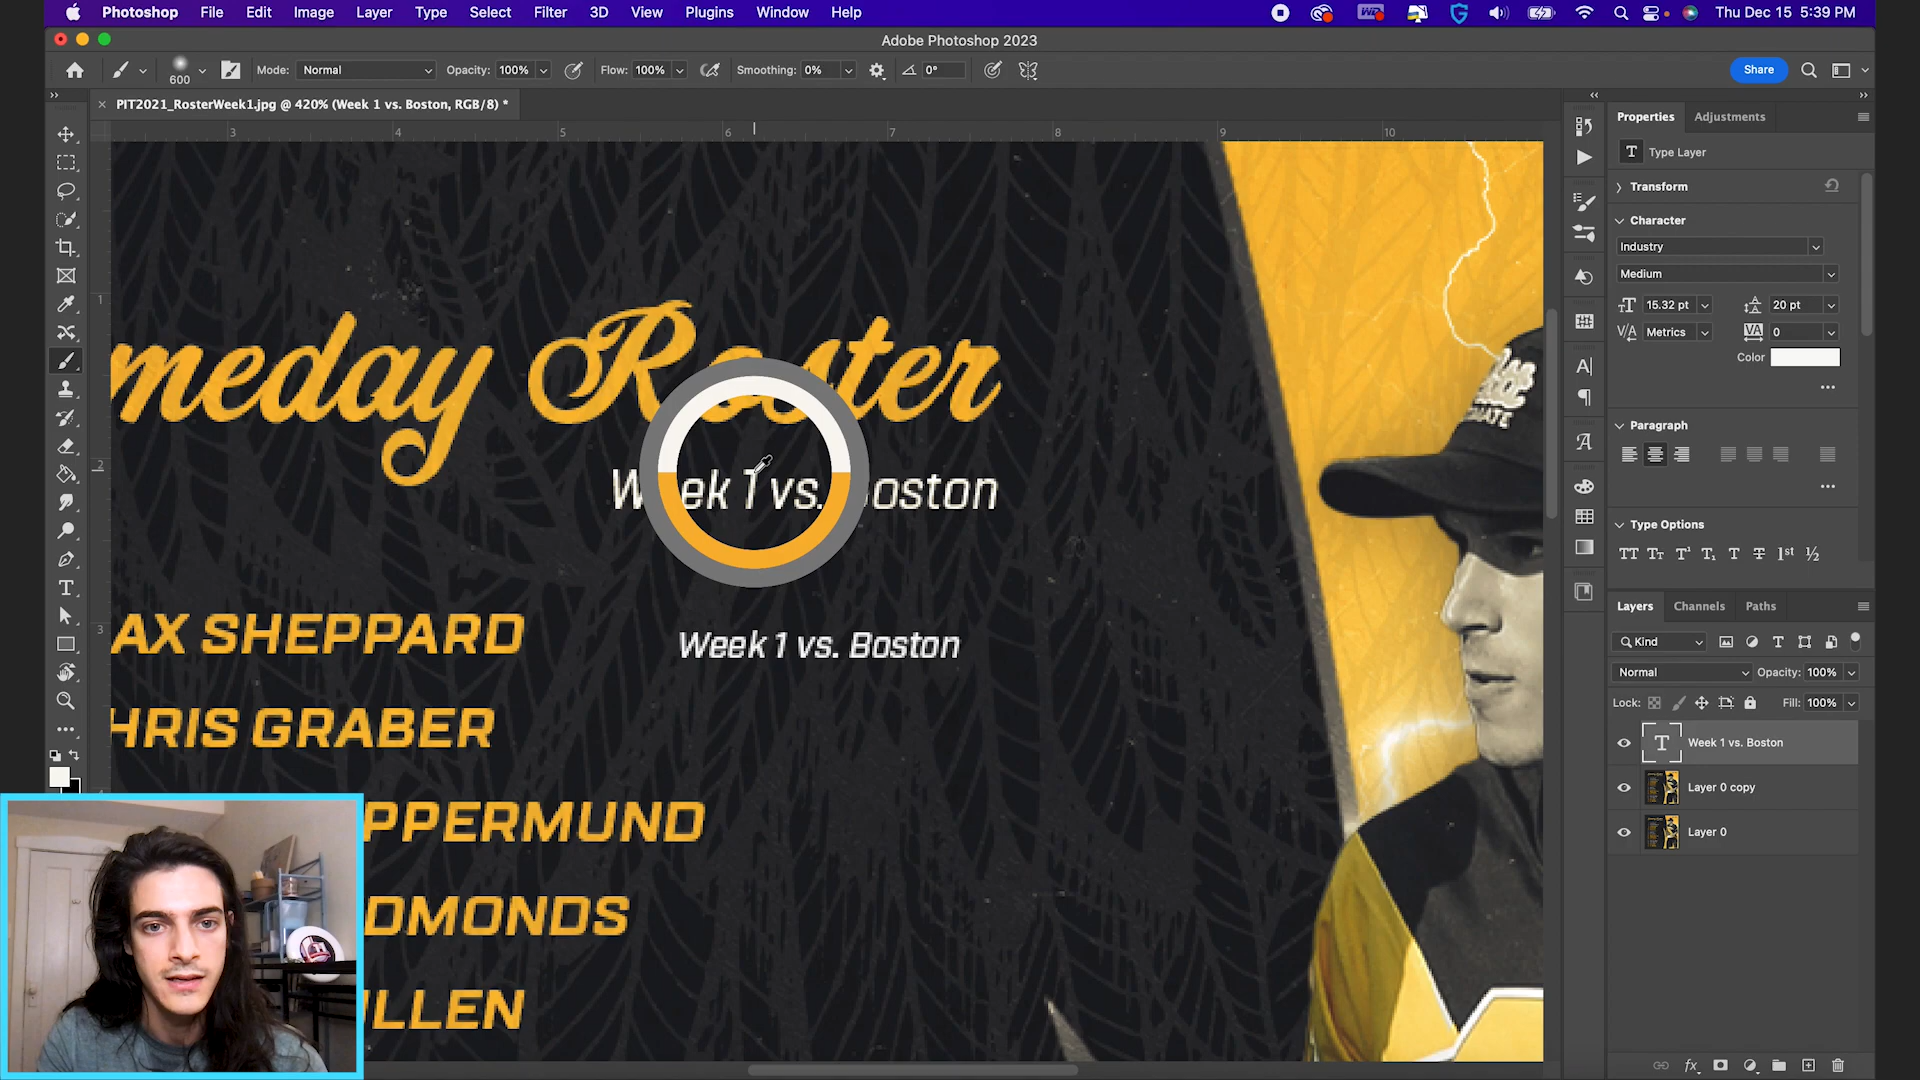 Photoshop File Edit Image Layer Type Select Filter 3D View Plugins Window Help Thu Dec 15 5:39 PM
Adobe Photoshop 2023
600 Mode: Normal Opacity: 100% Flow: 100% Smoothing: 0% 0° Share
PIT2021_RosterWeek1.jpg @ 420% (Week 1 vs. Boston, RGB/8) *
3 4 5 6 7 8 9 10
1
2
3
meday Roster
Week 1 vs. Boston
Week 1 vs. Boston
AX SHEPPARD
HRIS GRABER
PPERMUND
DMONDS
LLEN
Properties Adjustments
Type Layer
Transform
Character
Industry
Medium
15.32 pt 20 pt
Metrics 0
Color
Paragraph
Type Options
Layers Channels Paths
Kind
Normal Opacity: 100%
Lock: Fill: 100%
Week 1 vs. Boston
Layer 0 copy
Layer 0